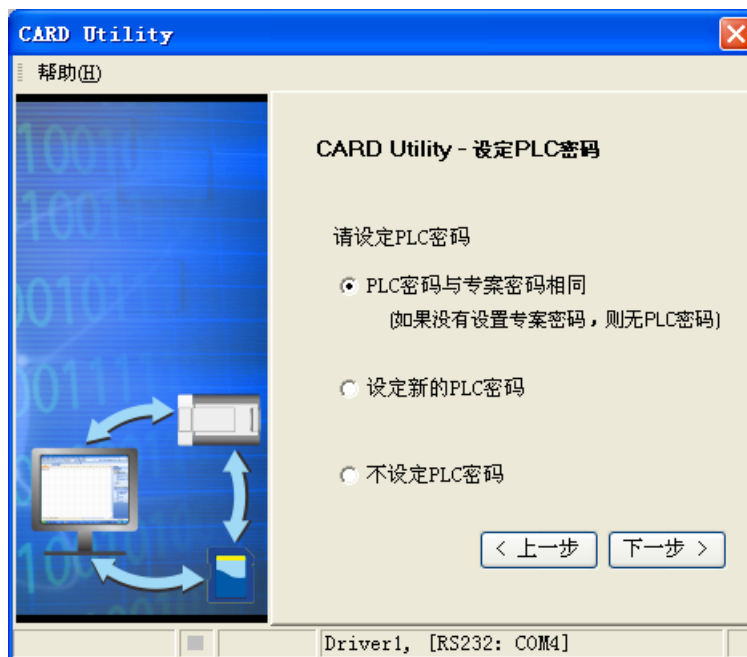 CARD Utility
帮助(H)
CARD Utility - 设定PLC密码
请设定PLC密码
PLC密码与专案密码相同
(如果没有设置专案密码，则无PLC密码)
设定新的PLC密码
不设定PLC密码
< 上一步 下一步 >
Driver1, [RS232: COM4]